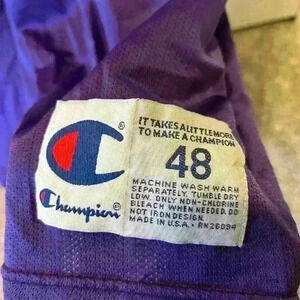 IT TAKES A LITTLE MORE
TO MAKE A CHAMPION
48
MACHINE WASH WARM
SEPARATELY, TUMBLE DRY
LOW. ONLY NON-CHLORINE
BLEACH WHEN NEEDED. DO
NOT IRON DESIGN.
MADE IN U.S.A. • RN26094
Champion